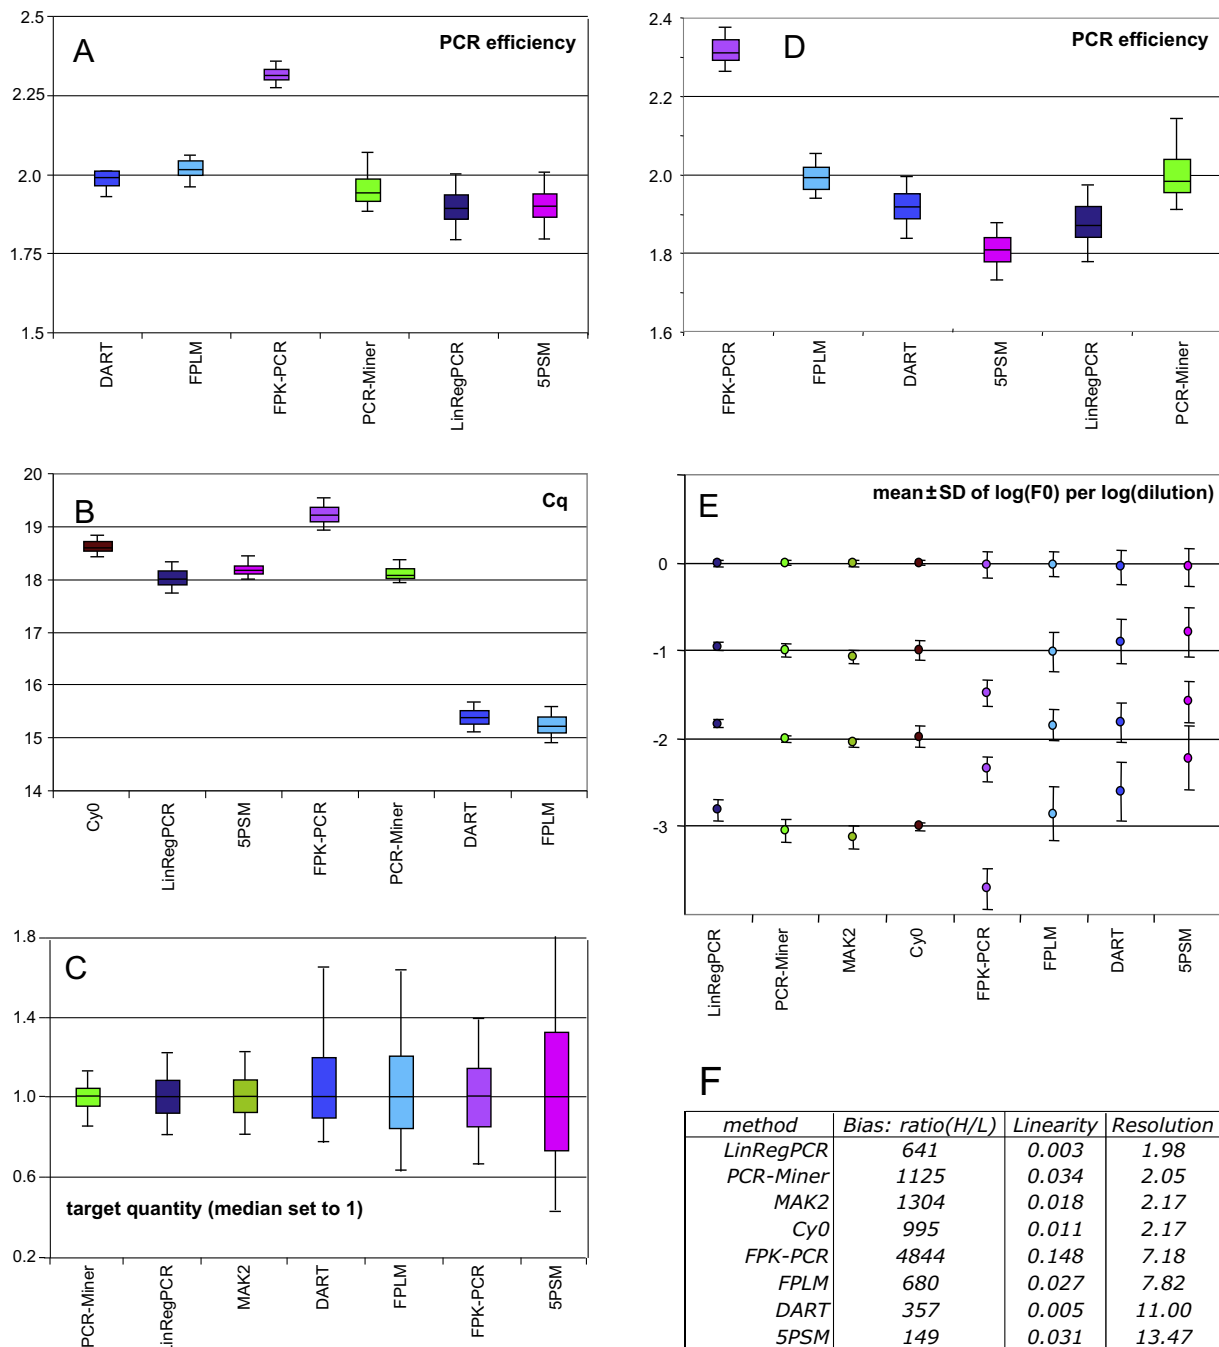 A
PCR efficiency
2.5
2.25
2.0
1.75
1.5
DART
FPLM
FPK-PCR
PCR-Miner
LinRegPCR
5PSM
D
PCR efficiency
2.4
2.2
2.0
1.8
1.6
FPK-PCR
FPLM
DART
5PSM
LinRegPCR
PCR-Miner
B
Cq
20
19
18
17
16
15
14
Cy0
LinRegPCR
5PSM
FPK-PCR
PCR-Miner
DART
FPLM
E
mean±SD of log(F0) per log(dilution)
0
-1
-2
-3
LinRegPCR
PCR-Miner
MAK2
Cy0
FPK-PCR
FPLM
DART
5PSM
C
1.8
1.4
1.0
0.6
0.2
target quantity (median set to 1)
PCR-Miner
LinRegPCR
MAK2
DART
FPLM
FPK-PCR
5PSM
F
method Bias: ratio(H/L) Linearity Resolution
LinRegPCR 641 0.003 1.98
PCR-Miner 1125 0.034 2.05
MAK2 1304 0.018 2.17
Cy0 995 0.011 2.17
FPK-PCR 4844 0.148 7.18
FPLM 680 0.027 7.82
DART 357 0.005 11.00
5PSM 149 0.031 13.47